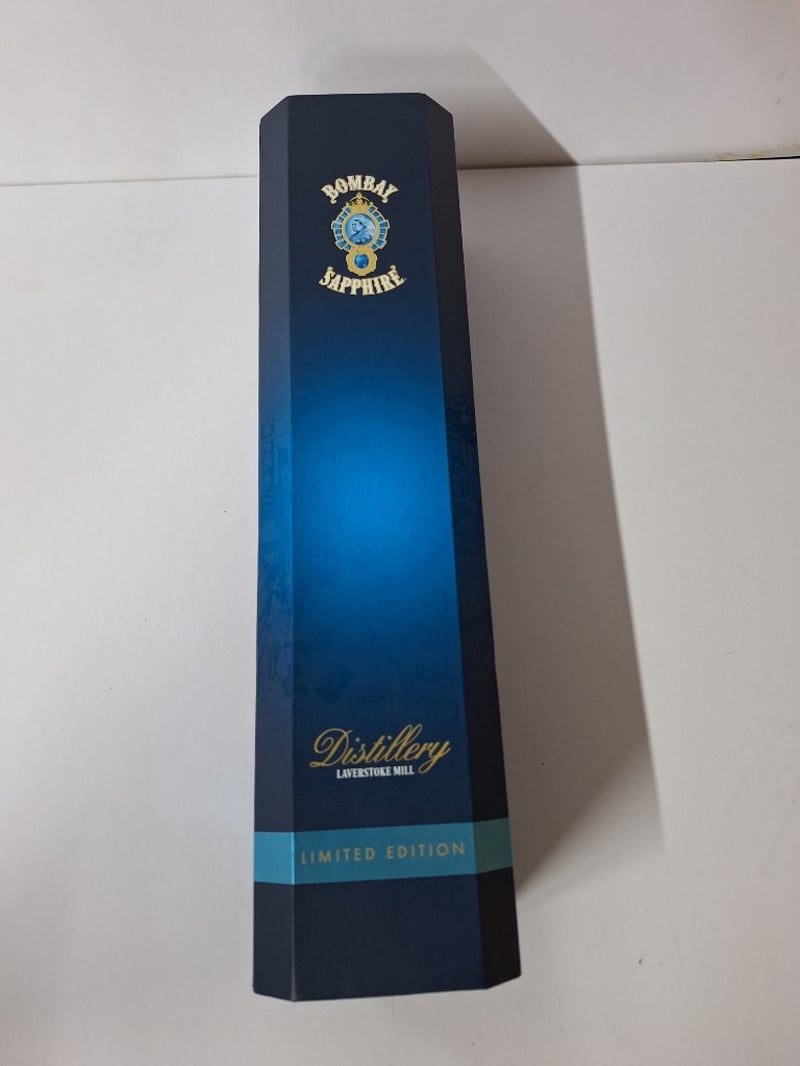 BOMBAY
SAPPHIRE
Distillery
LAVERSTOKE MILL
LIMITED EDITION